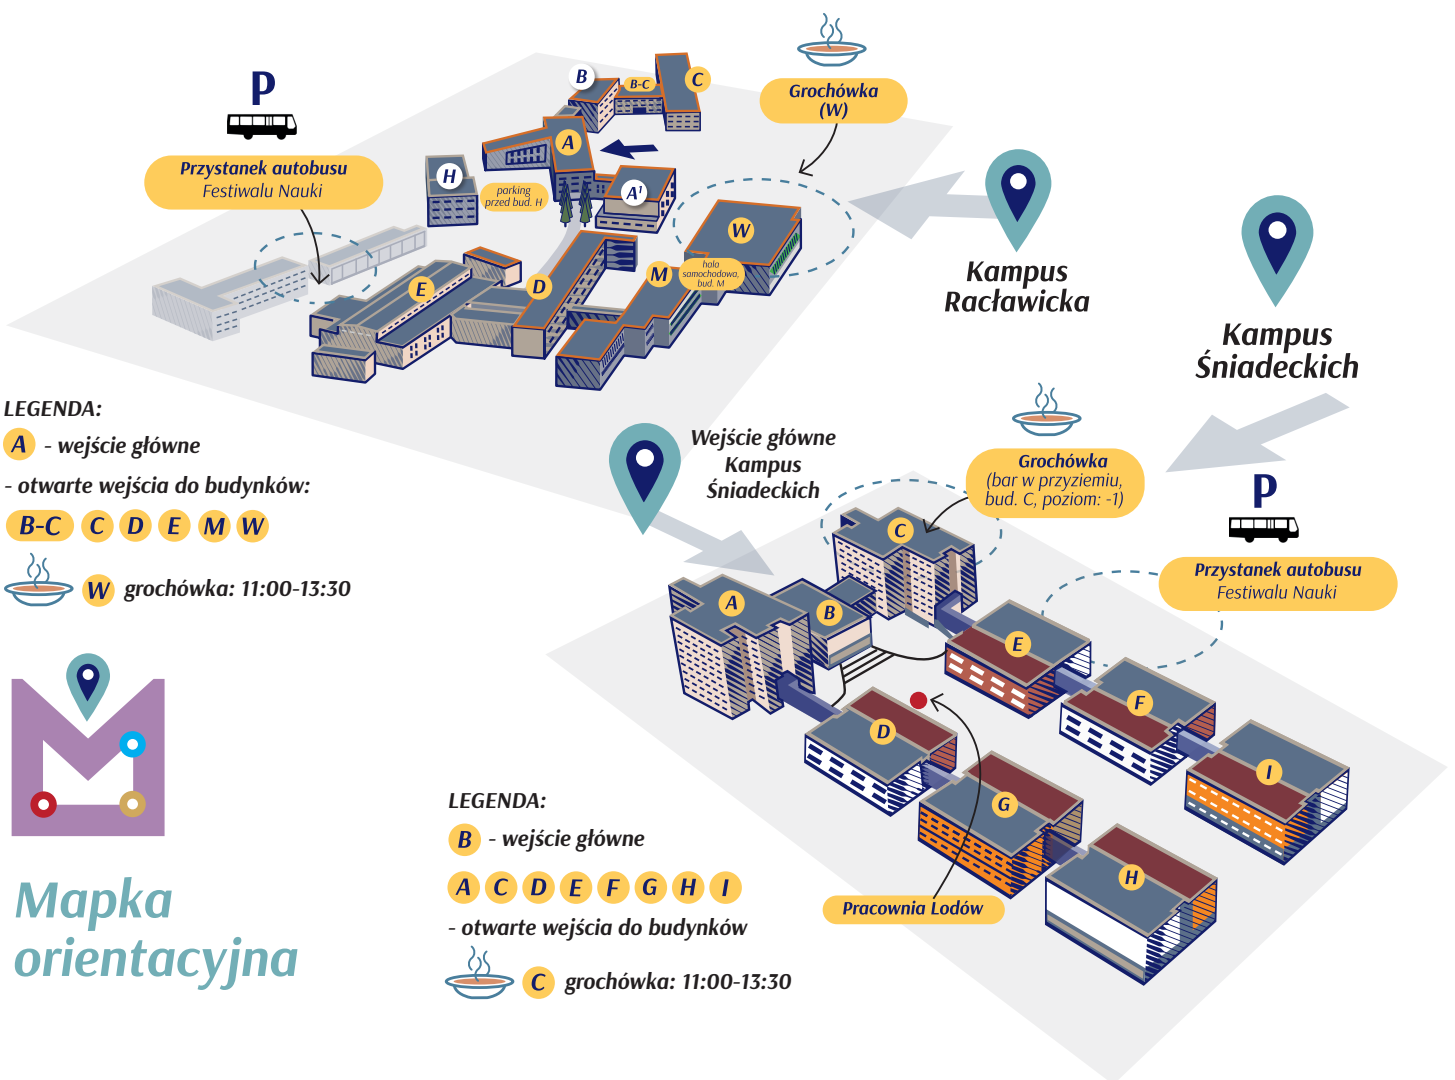 P
Przystanek autobusu
Festiwalu Nauki
B
B-C
C
A
H
parking
przed bud. H
A¹
Grochówka
(W)
W
hala
samochodowa,
bud. M
M
D
E
Kampus
Racławicka
Kampus
Śniadeckich
LEGENDA:
A - wejście główne
- otwarte wejścia do budynków:
B-C C D E M W
W grochówka: 11:00-13:30
Mapka
orientacyjna
Wejście główne
Kampus
Śniadeckich
Grochówka
(bar w przyziemiu,
bud. C, poziom: -1)
P
Przystanek autobusu
Festiwalu Nauki
C
A
B
E
F
D
I
G
H
Pracownia Lodów
LEGENDA:
B - wejście główne
A C D E F G H I
- otwarte wejścia do budynków
C grochówka: 11:00-13:30